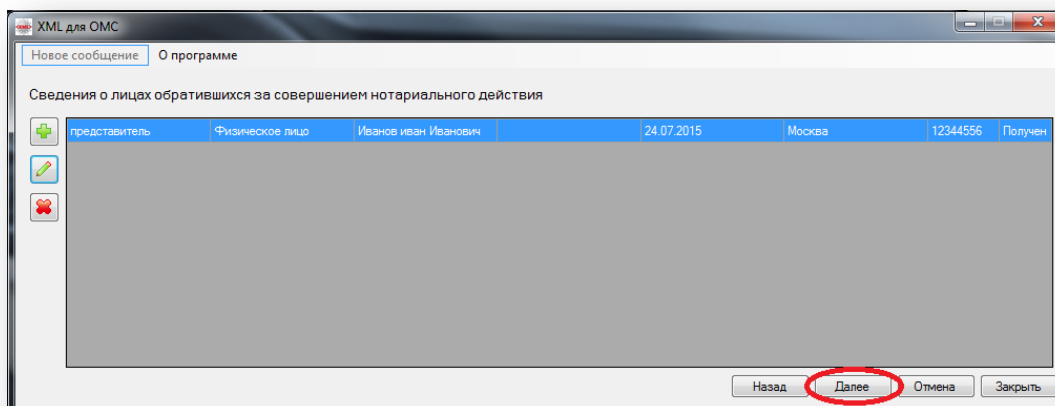 XML для ОМС
Новое сообщение О программе
Сведения о лицах обратившихся за совершением нотариального действия
представитель Физическое лицо Иванов иван Иванович 24.07.2015 Москва 12344556 Получен
Назад Далее Отмена Закрыть